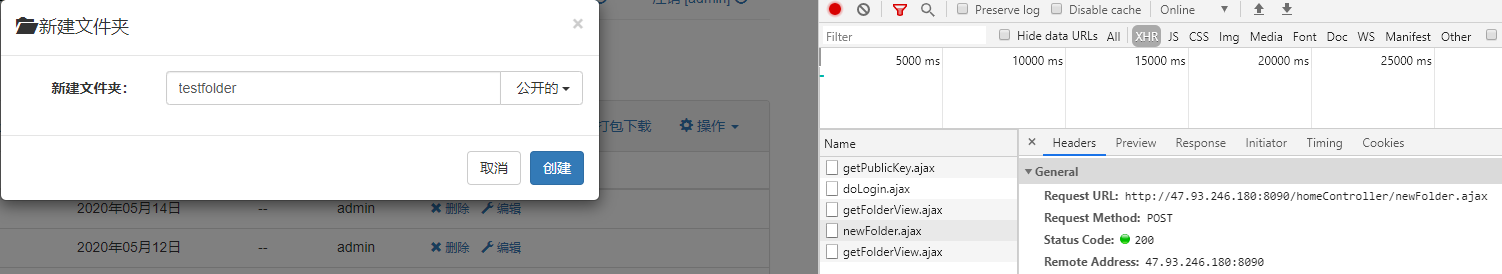 新建文件夹
×
新建文件夹：
testfolder
公开的
取消
创建
注销 [admin]
打包下载
操作
2020年05月14日
--
admin
删除
编辑
2020年05月12日
--
admin
删除
编辑
Preserve log
Disable cache
Online
Filter
Hide data URLs
All
XHR
JS
CSS
Img
Media
Font
Doc
WS
Manifest
Other
5000 ms
10000 ms
15000 ms
20000 ms
25000 ms
Name
×
Headers
Preview
Response
Initiator
Timing
Cookies
getPublicKey.ajax
doLogin.ajax
getFolderView.ajax
newFolder.ajax
getFolderView.ajax
General
Request URL: http://47.93.246.180:8090/homeController/newFolder.ajax
Request Method: POST
Status Code: 200
Remote Address: 47.93.246.180:8090